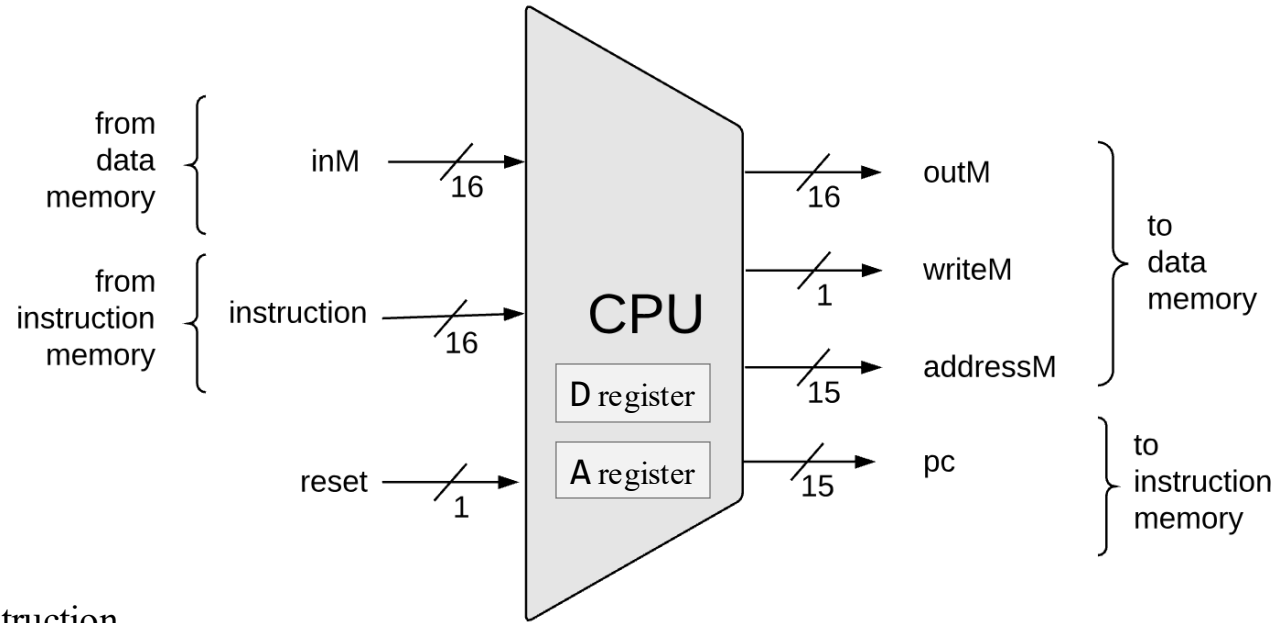 from
data
memory
inM
16
from
instruction
memory
instruction
16
reset
1
CPU
D register
A register
outM
16
writeM
1
addressM
15
to
data
memory
pc
15
to
instruction
memory
truction